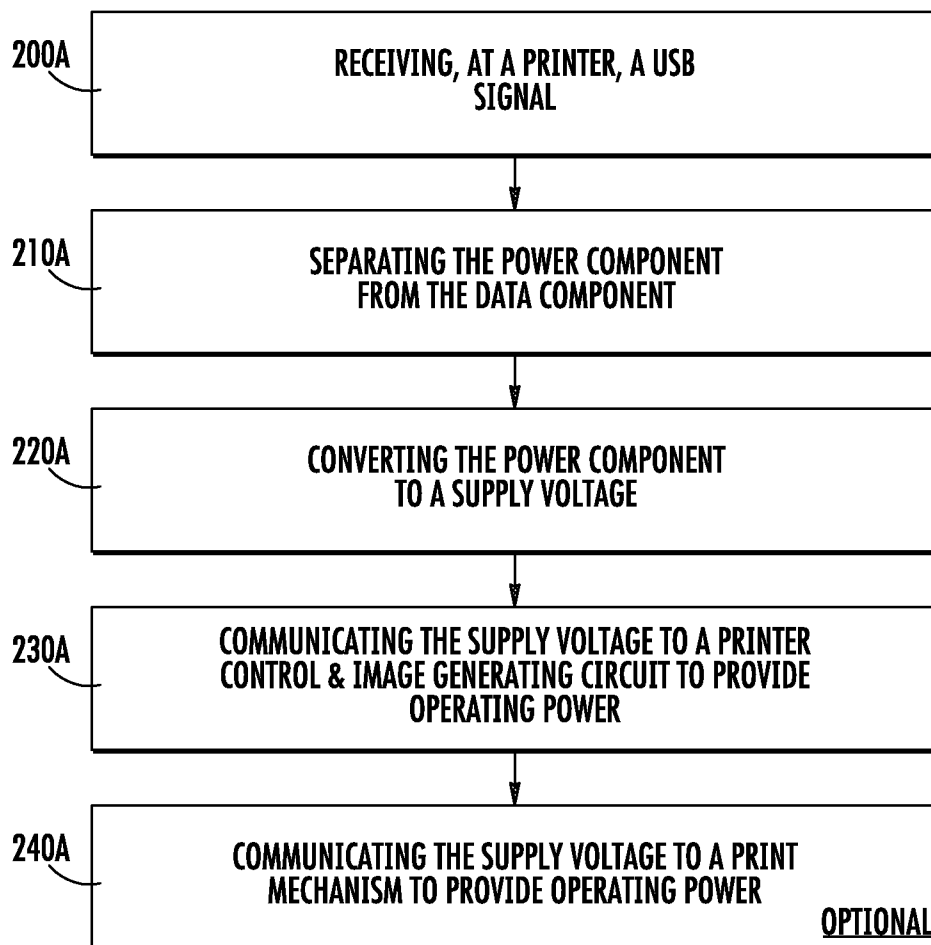 200A
RECEIVING, AT A PRINTER, A USB
SIGNAL
210A
SEPARATING THE POWER COMPONENT
FROM THE DATA COMPONENT
220A
CONVERTING THE POWER COMPONENT
TO A SUPPLY VOLTAGE
230A
COMMUNICATING THE SUPPLY VOLTAGE TO A PRINTER
CONTROL & IMAGE GENERATING CIRCUIT TO PROVIDE
OPERATING POWER
240A
COMMUNICATING THE SUPPLY VOLTAGE TO A PRINT
MECHANISM TO PROVIDE OPERATING POWER
OPTIONAL